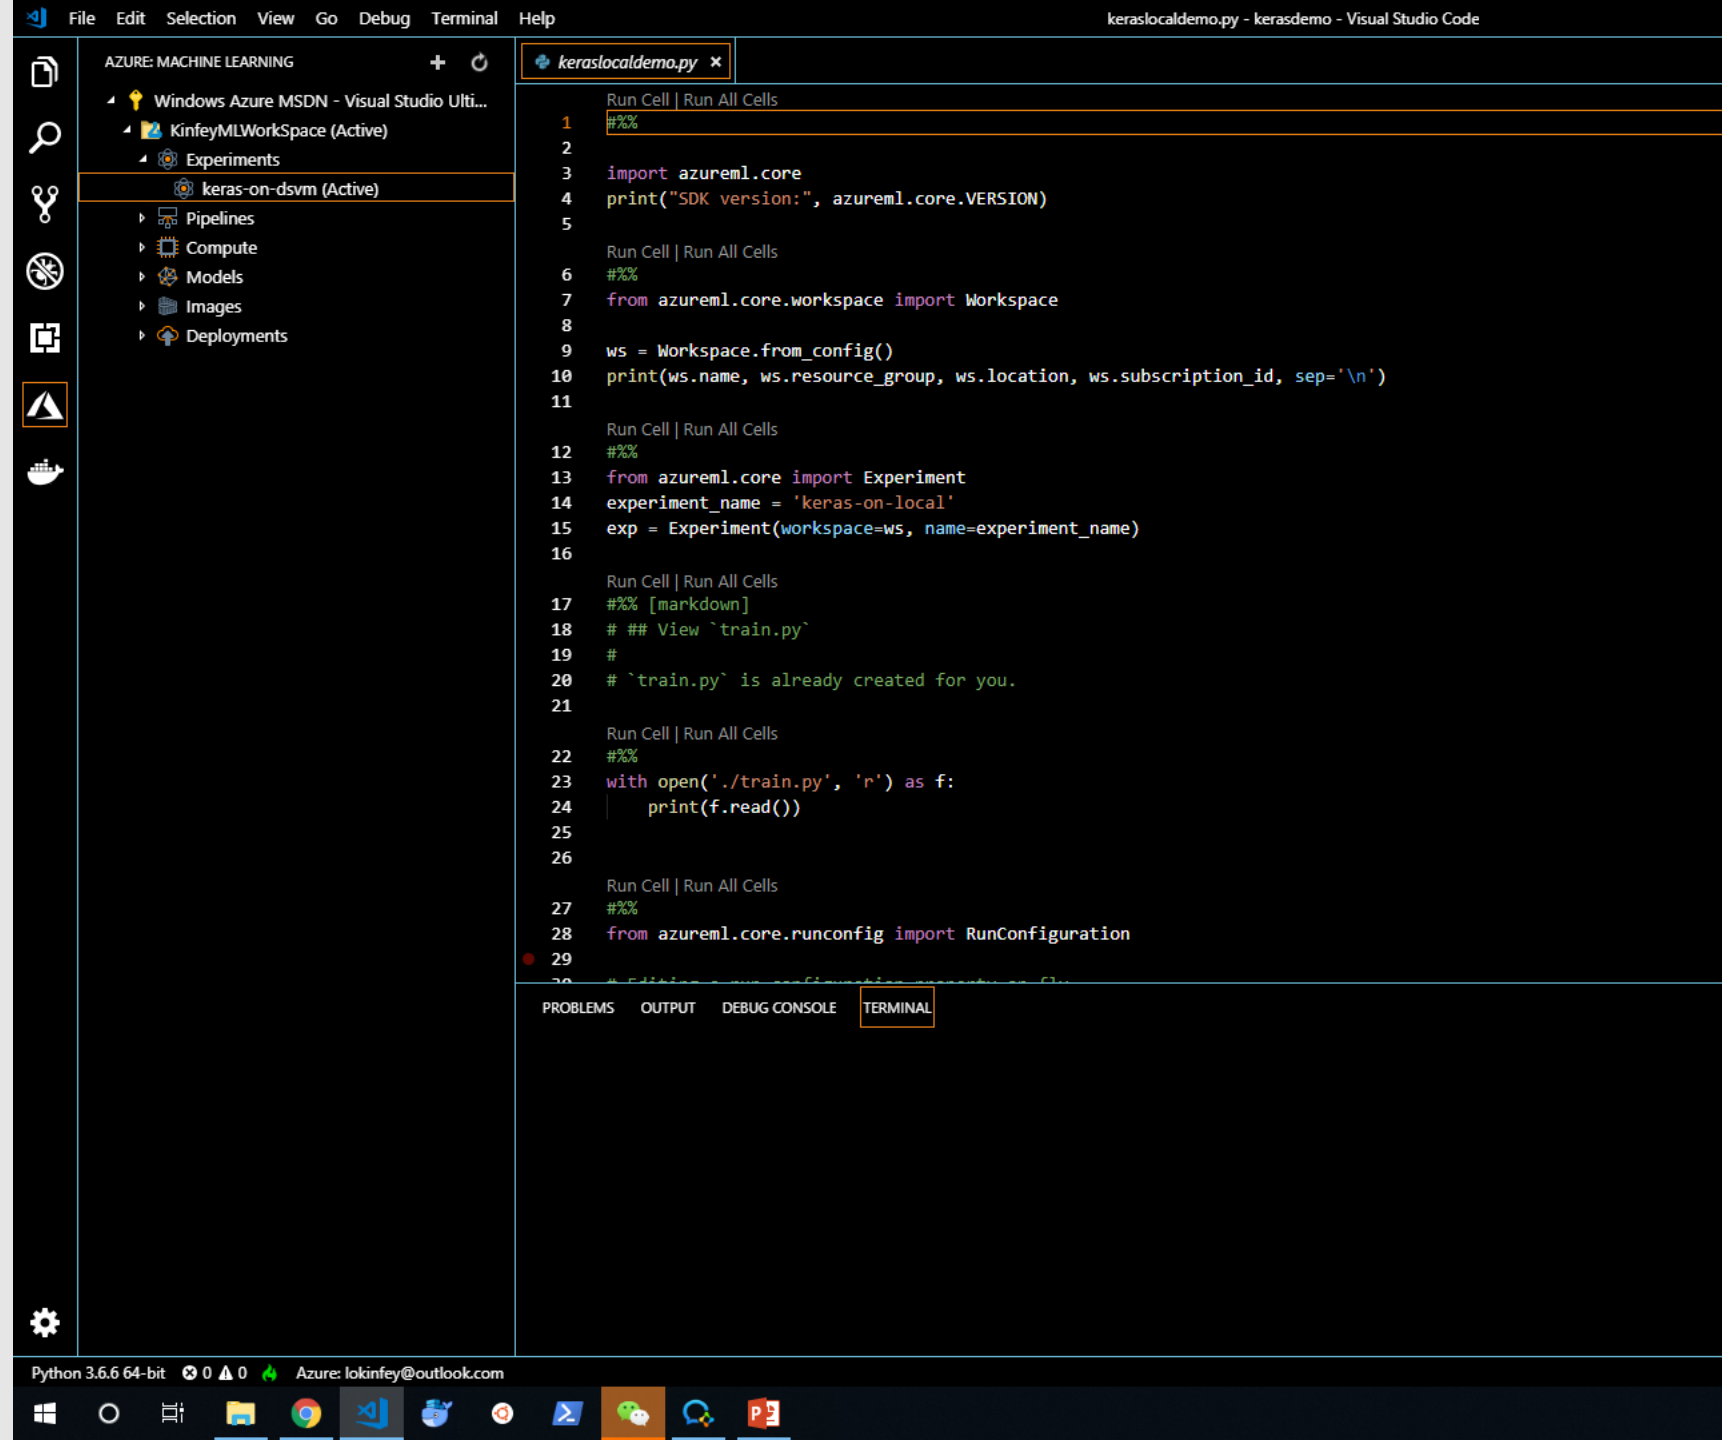 File Edit Selection View Go Debug Terminal Help
keraslocaldemo.py - kerasdemo - Visual Studio Code
AZURE: MACHINE LEARNING
Windows Azure MSDN - Visual Studio Ulti...
KinfeyMLWorkSpace (Active)
Experiments
keras-on-dsvm (Active)
Pipelines
Compute
Models
Images
Deployments
keraslocaldemo.py ×
Run Cell | Run All Cells
1 #%%
2
3 import azureml.core
4 print("SDK version:", azureml.core.VERSION)
5
Run Cell | Run All Cells
6 #%%
7 from azureml.core.workspace import Workspace
8
9 ws = Workspace.from_config()
10 print(ws.name, ws.resource_group, ws.location, ws.subscription_id, sep='\n')
11
Run Cell | Run All Cells
12 #%%
13 from azureml.core import Experiment
14 experiment_name = 'keras-on-local'
15 exp = Experiment(workspace=ws, name=experiment_name)
16
Run Cell | Run All Cells
17 #%% [markdown]
18 # ## View `train.py`
19 #
20 # `train.py` is already created for you.
21
Run Cell | Run All Cells
22 #%%
23 with open('./train.py', 'r') as f:
24 print(f.read())
25
26
Run Cell | Run All Cells
27 #%%
28 from azureml.core.runconfig import RunConfiguration
29
30 # Editing a run configuration property on fly.
PROBLEMS OUTPUT DEBUG CONSOLE TERMINAL
Python 3.6.6 64-bit 0 0 Azure: lokinfey@outlook.com